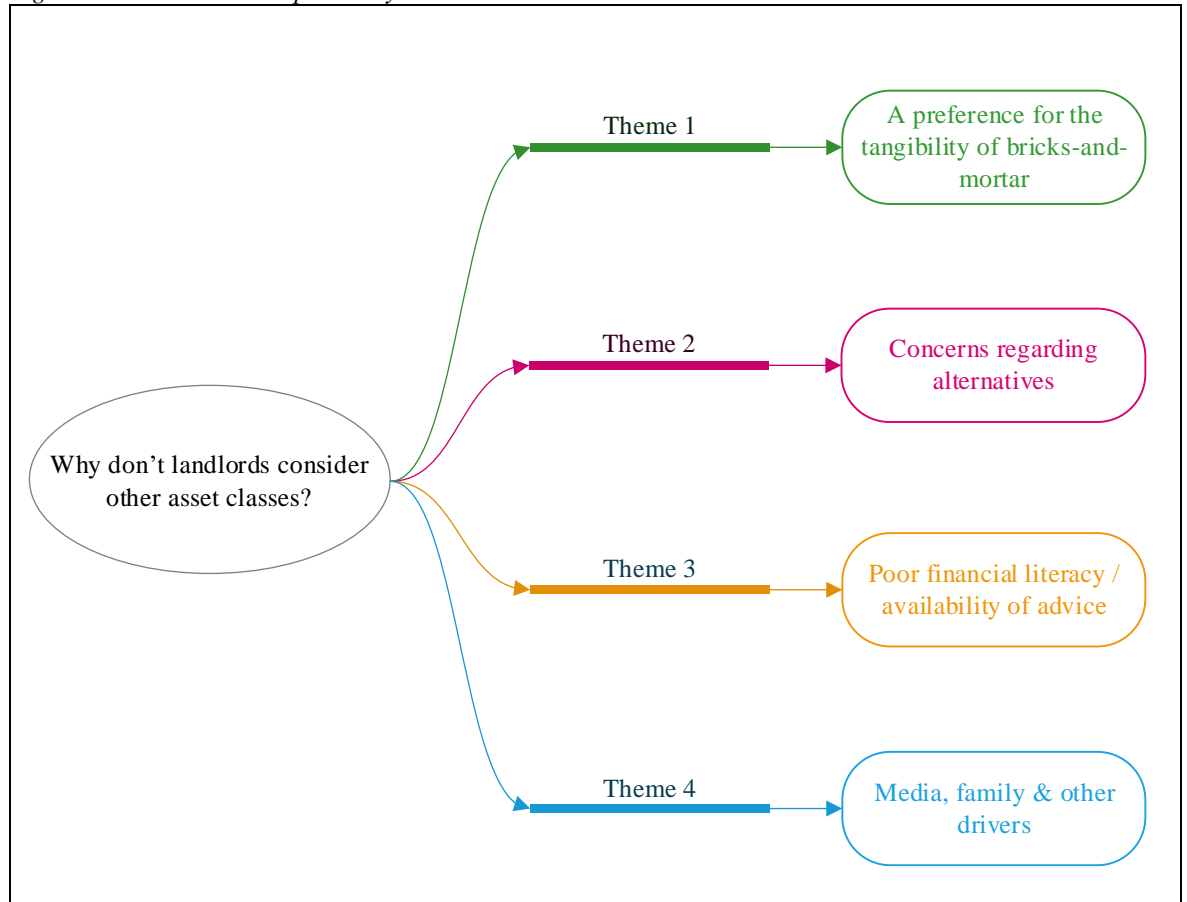 Why don’t landlords consider
other asset classes?
Theme 1
A preference for the
tangibility of bricks-and-
mortar
Theme 2
Concerns regarding
alternatives
Theme 3
Poor financial literacy /
availability of advice
Theme 4
Media, family & other
drivers